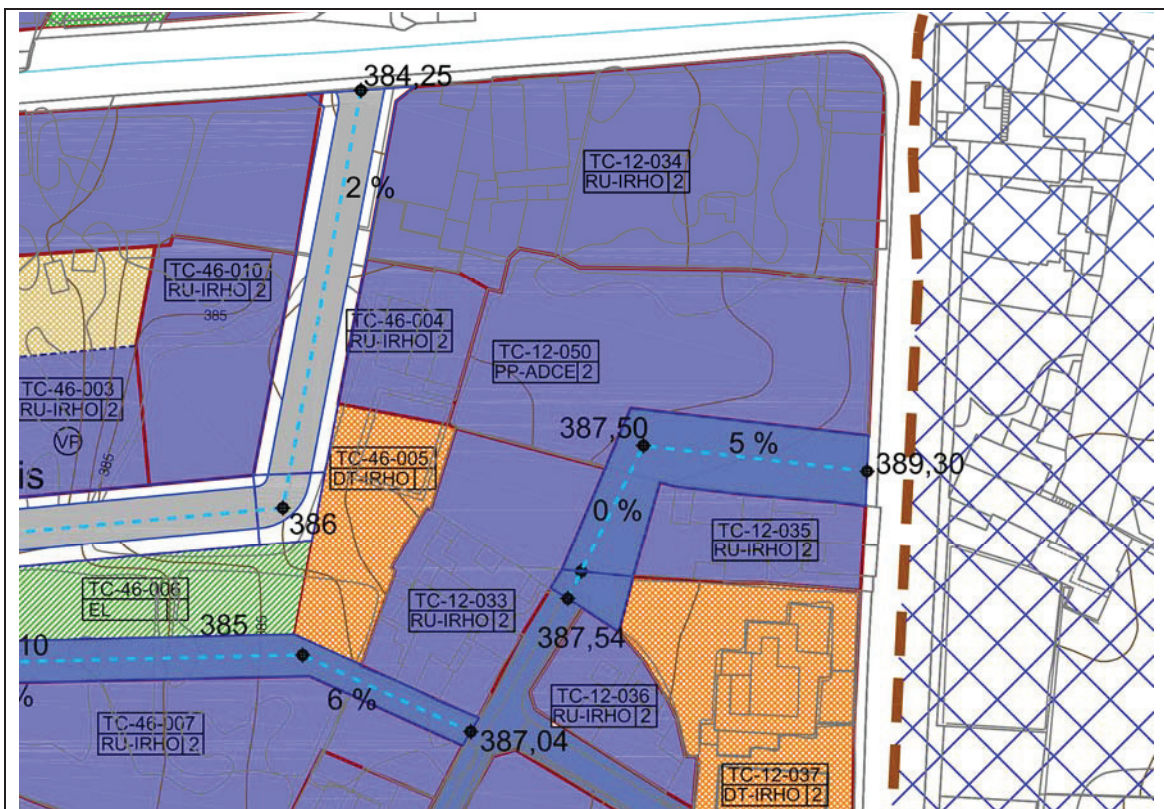 384,25
TC-12-034
RU-IRHO 2
2 %
TC-46-010
RU-IRHO 2
385
TC-46-004
RU-IRHO 2
TC-12-050
PP-ADCE 2
TC-46-003
RU-IRHO 2
VF
385
387,50
5 %
389,30
TC-46-005
DT-IRHO
is
386
0 %
TC-12-035
RU-IRHO 2
TC-46-006
EL
TC-12-033
RU-IRHO 2
385
387,54
10
%
6 %
TC-12-036
RU-IRHO 2
TC-46-007
RU-IRHO 2
387,04
TC-12-037
DT-IRHO 2